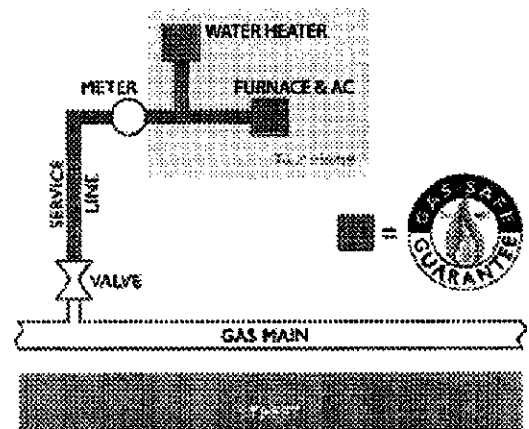 WATER HEATER
METER
FURNACE & AC
SERVICE
LINE
GAS SAFE
GUARANTEE
=
VALVE
GAS MAIN